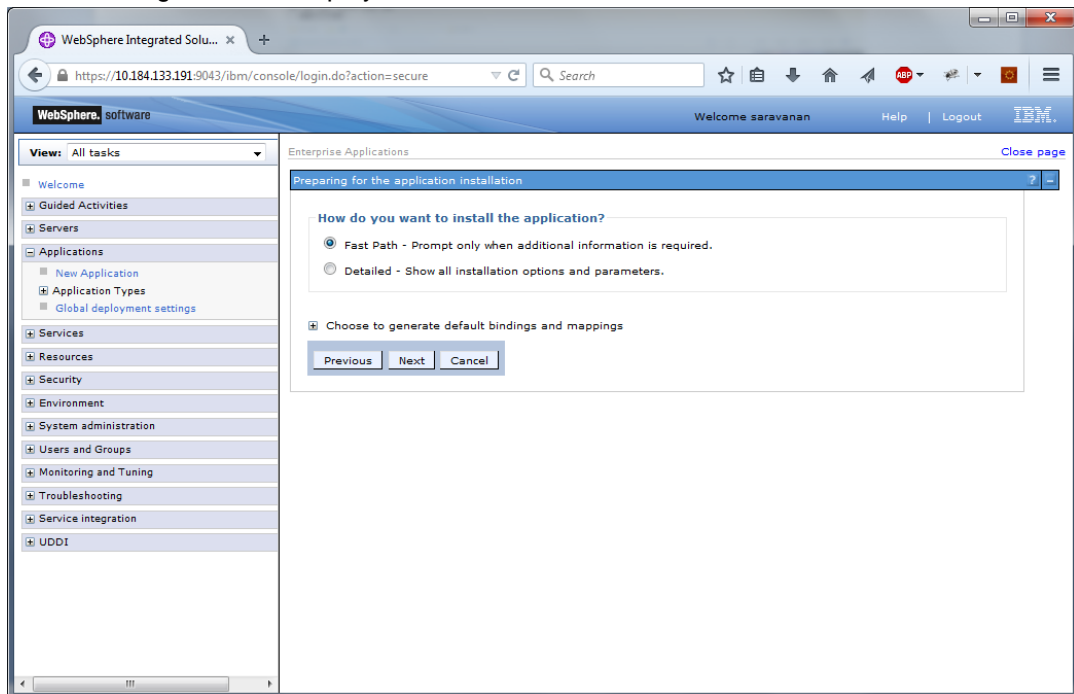 WebSphere Integrated Solu... × +
https://10.184.133.191:9043/ibm/console/login.do?action=secure Search ABP
WebSphere. software Welcome saravanan Help | Logout IBM.
View: All tasks
Enterprise Applications Close page
Welcome
Guided Activities
Servers
Applications
New Application
Application Types
Global deployment settings
Services
Resources
Security
Environment
System administration
Users and Groups
Monitoring and Tuning
Troubleshooting
Service integration
UDDI
Preparing for the application installation ? –
How do you want to install the application?
Fast Path - Prompt only when additional information is required.
Detailed - Show all installation options and parameters.
Choose to generate default bindings and mappings
Previous Next Cancel